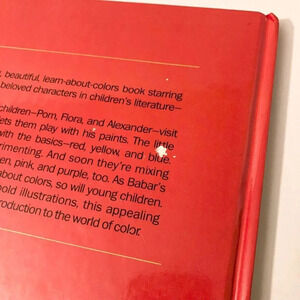 , beautiful, learn-about-colors book starring
beloved characters in children's literature—
children—Pom, Flora, and Alexander—visit
ets them play with his paints. The little
with the basics—red, yellow, and blue.
rimenting. And soon they're mixing
en, pink, and purple, too. As Babar's
about colors, so will young children.
old illustrations, this appealing
roduction to the world of color.